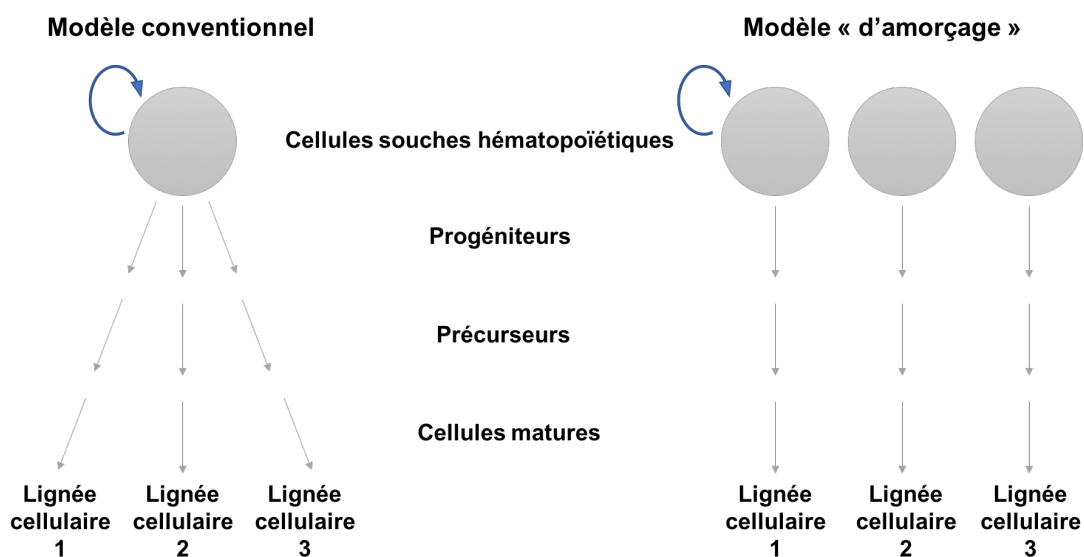 Modèle conventionnel
Modèle « d’amorçage »
Cellules souches hématopoïétiques
Progéniteurs
Précurseurs
Cellules matures
Lignée
cellulaire
1
Lignée
cellulaire
2
Lignée
cellulaire
3
Lignée
cellulaire
1
Lignée
cellulaire
2
Lignée
cellulaire
3